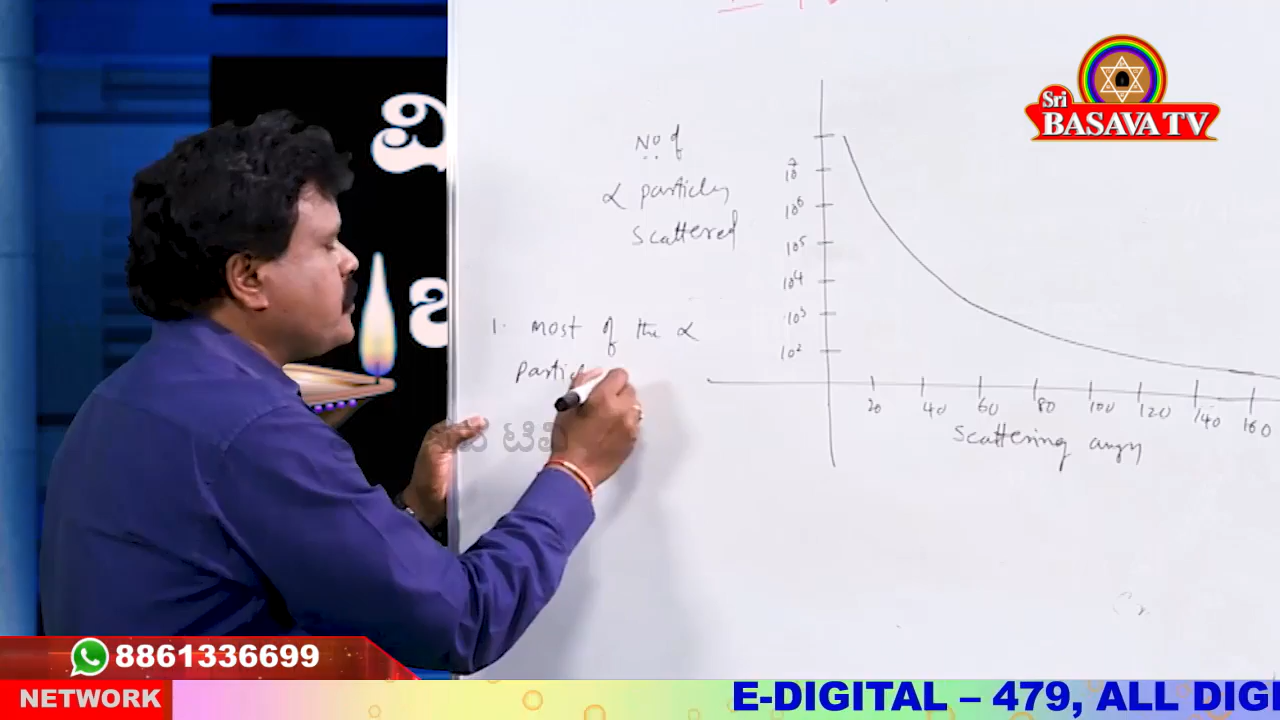 Sri
BASAVA TV
No of
α particles
scattered
10⁷
10⁶
10⁵
10⁴
10³
10²
20 40 60 80 100 120 140 160
Scattering angle
1. most of the α
partic
ವಿ
ಟಿವಿ
8861336699
NETWORK
E-DIGITAL – 479, ALL DIGI